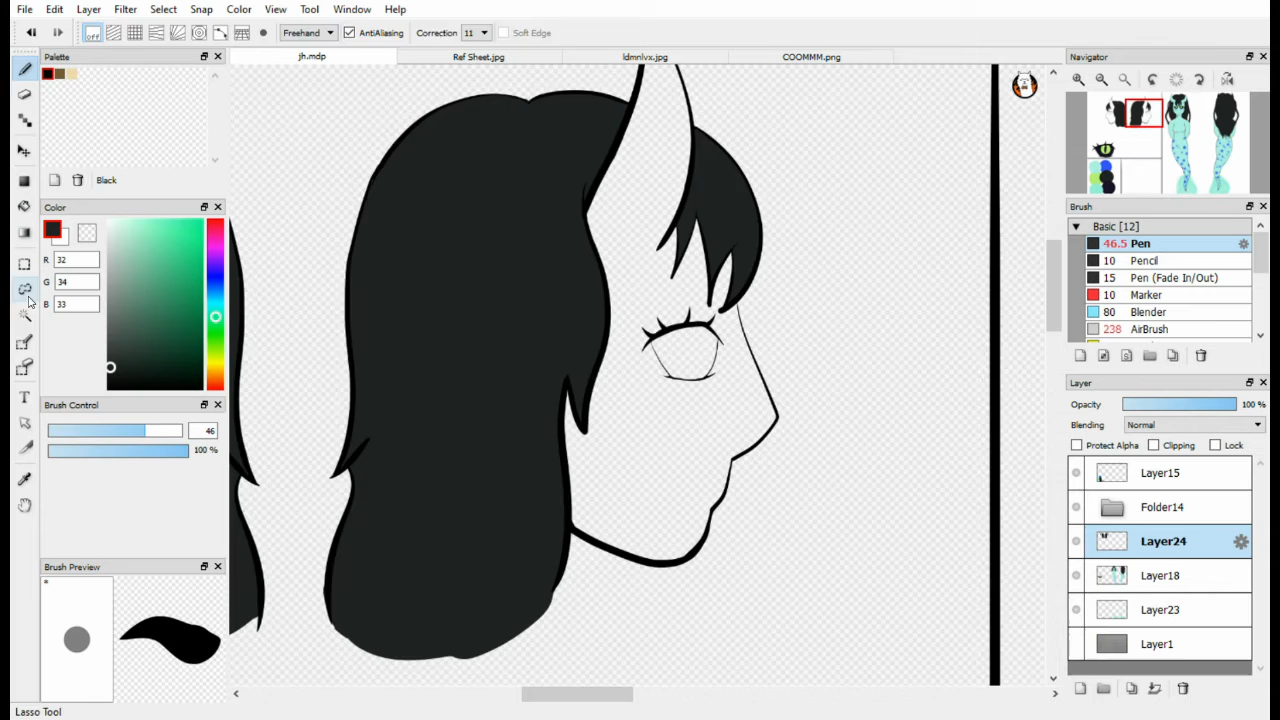 File Edit Layer Filter Select Snap Color View Tool Window Help
off Freehand AntiAliasing Correction 11 Soft Edge
Palette
jh.mdp Ref Sheet.jpg ldmnlvx.jpg COOMMM.png
Navigator
Black
Color
R 32
G 34
B 33
Brush
Basic [12]
46.5 Pen
10 Pencil
15 Pen (Fade In/Out)
10 Marker
80 Blender
238 AirBrush
Brush Control
46
100 %
Layer
Opacity 100 %
Blending Normal
Protect Alpha Clipping Lock
Layer15
Folder14
Layer24
Layer18
Layer23
Layer1
Brush Preview
T
Lasso Tool